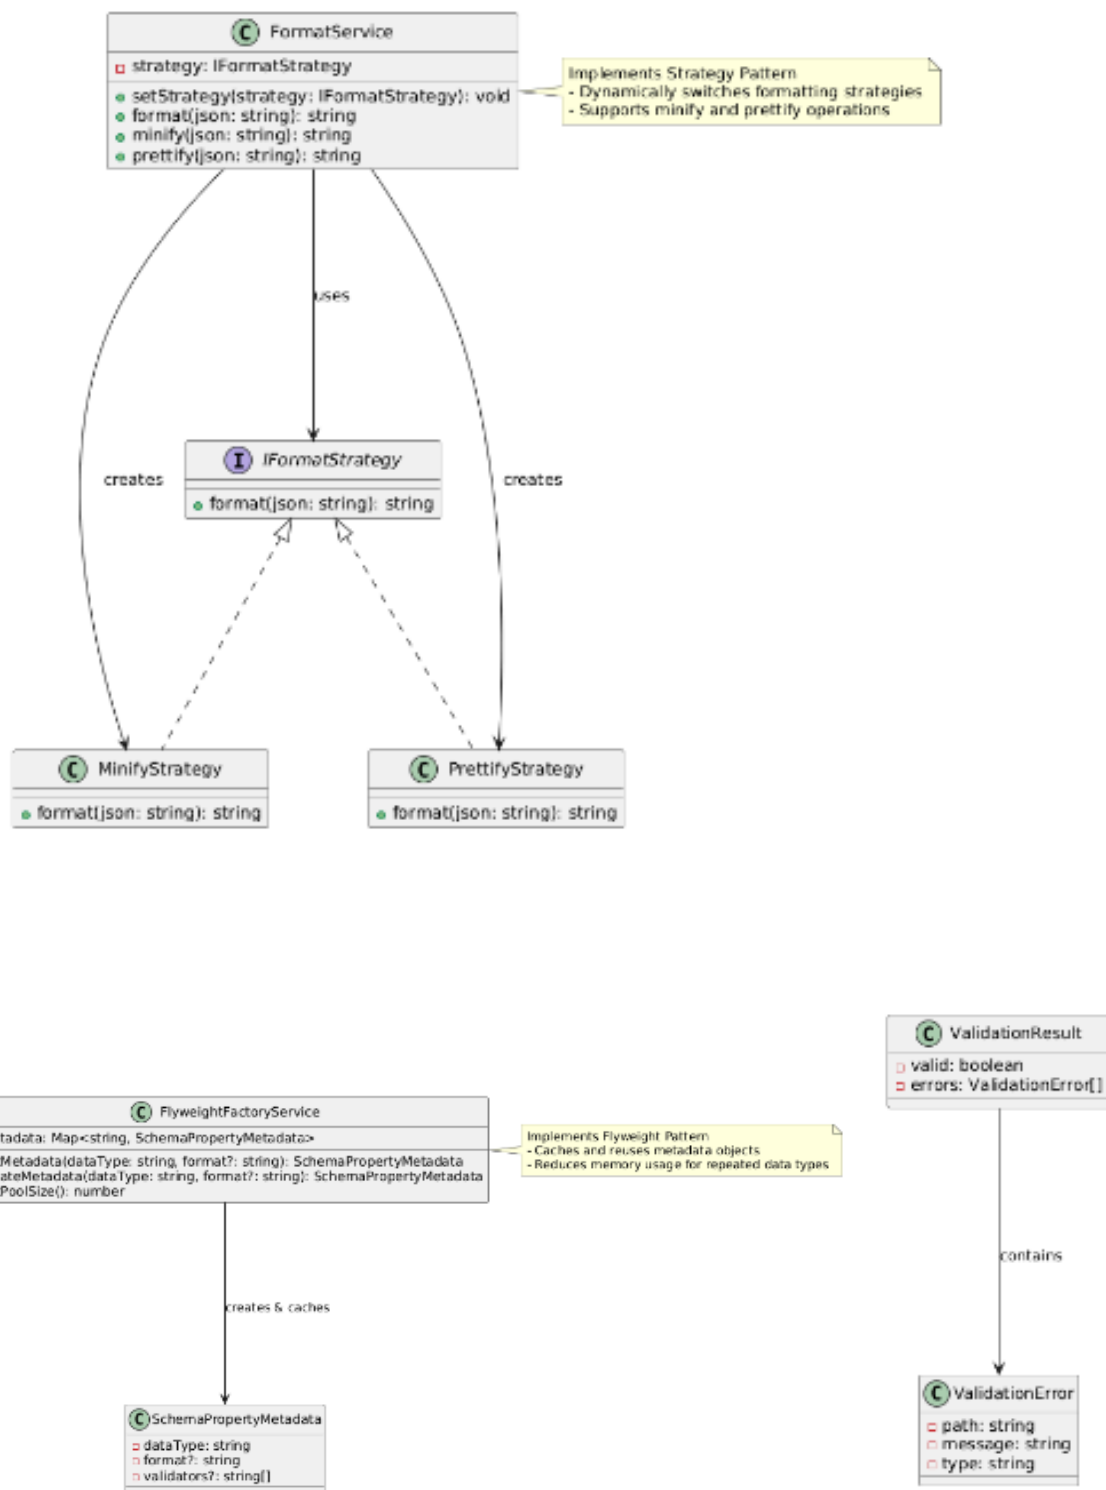 C FormatService
strategy: IFormatStrategy
setStrategy(strategy: IFormatStrategy): void
format(json: string): string
minify(json: string): string
prettify(json: string): string
Implements Strategy Pattern
- Dynamically switches formatting strategies
- Supports minify and prettify operations
uses
creates
creates
I IFormatStrategy
format(json: string): string
C MinifyStrategy
format(json: string): string
C PrettifyStrategy
format(json: string): string
C ValidationResult
valid: boolean
errors: ValidationError[]
C FlyweightFactoryService
tadata: Map<string, SchemaPropertyMetadata>
Metadata(dataType: string, format?: string): SchemaPropertyMetadata
ateMetadata(dataType: string, format?: string): SchemaPropertyMetadata
PoolSize(): number
Implements Flyweight Pattern
- Caches and reuses metadata objects
- Reduces memory usage for repeated data types
contains
creates & caches
C ValidationError
path: string
message: string
type: string
C SchemaPropertyMetadata
dataType: string
format?: string
validators?: string[]